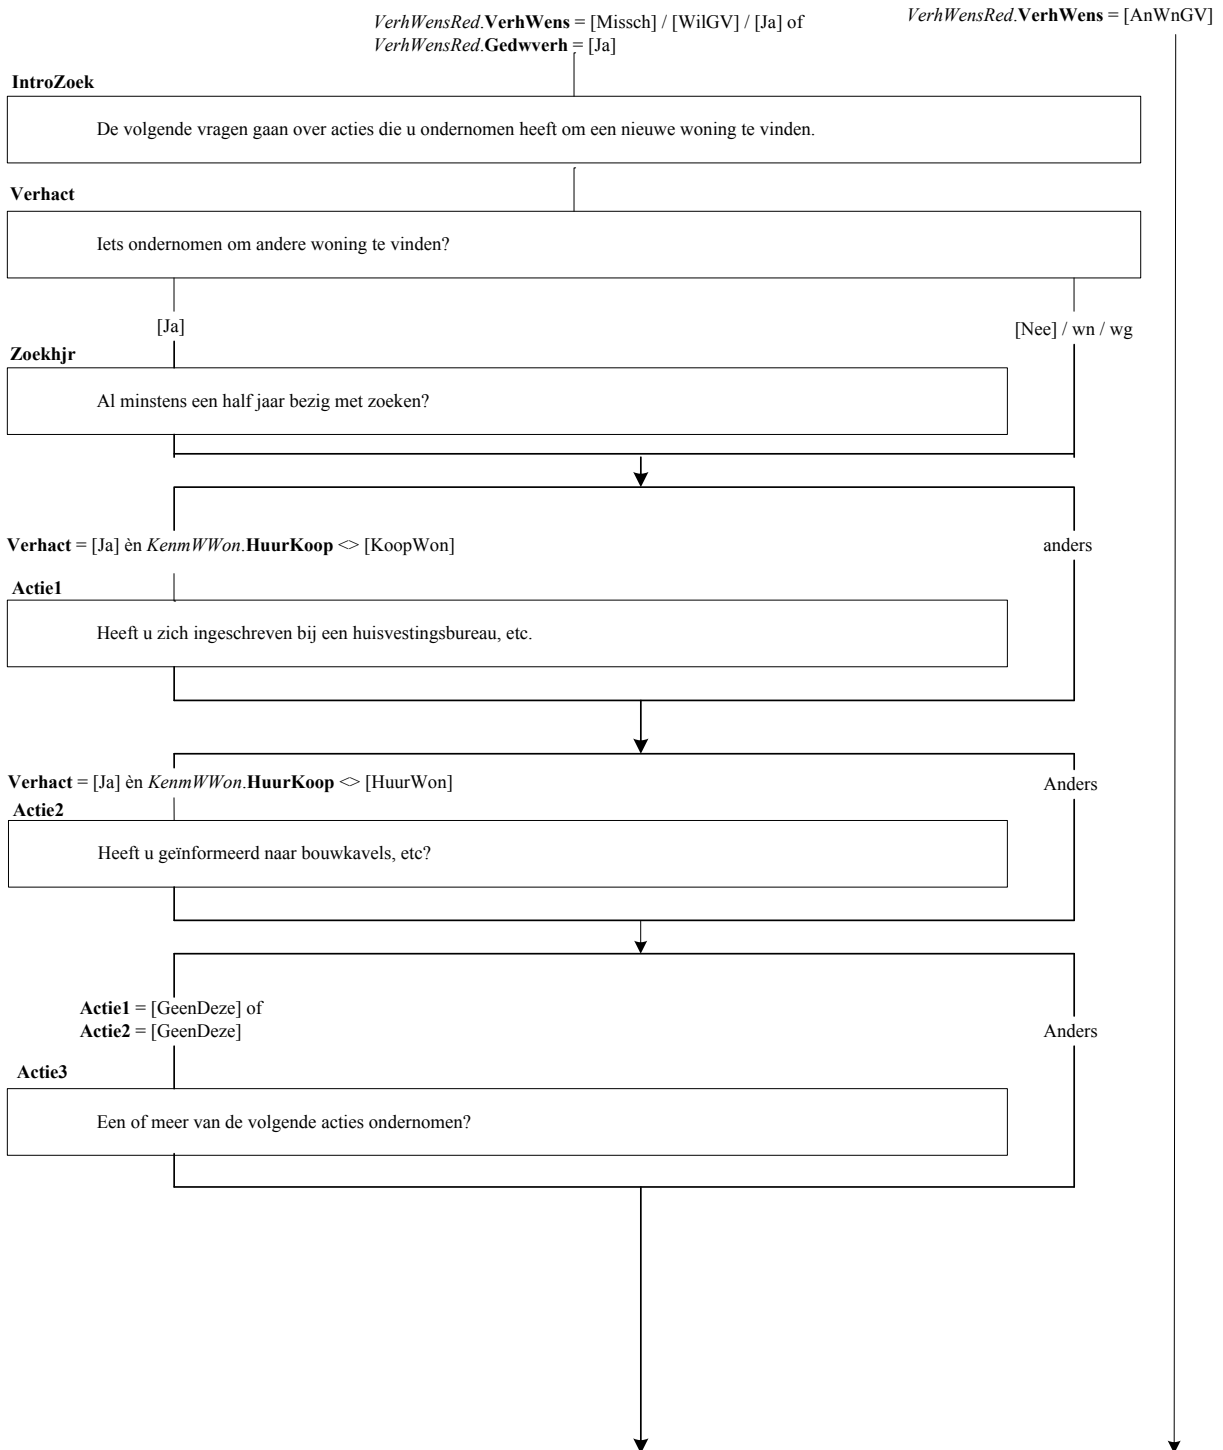 VerhWensRed.VerhWens = [Missch] / [WilGV] / [Ja] of
VerhWensRed.Gedwverh = [Ja]
VerhWensRed.VerhWens = [AnWnGV]
IntroZoek
De volgende vragen gaan over acties die u ondernomen heeft om een nieuwe woning te vinden.
Verhact
Iets ondernomen om andere woning te vinden?
[Ja]
[Nee] / wn / wg
Zoekhjr
Al minstens een half jaar bezig met zoeken?
Verhact = [Ja] èn KenmWWon.HuurKoop <> [KoopWon]
anders
Actie1
Heeft u zich ingeschreven bij een huisvestingsbureau, etc.
Verhact = [Ja] èn KenmWWon.HuurKoop <> [HuurWon]
Anders
Actie2
Heeft u geïnformeerd naar bouwkavels, etc?
Actie1 = [GeenDeze] of
Actie2 = [GeenDeze]
Anders
Actie3
Een of meer van de volgende acties ondernomen?